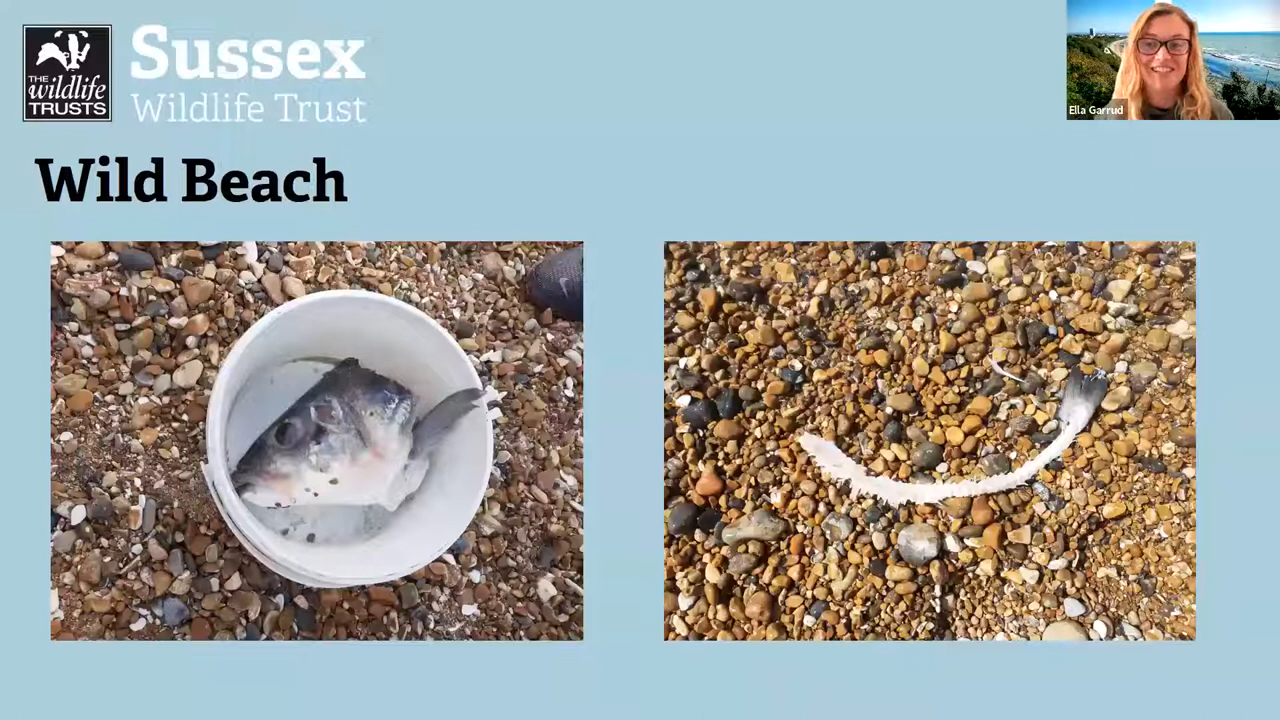 THE
wildlife
TRUSTS
Sussex
Wildlife Trust
Ella Garrud
Wild Beach